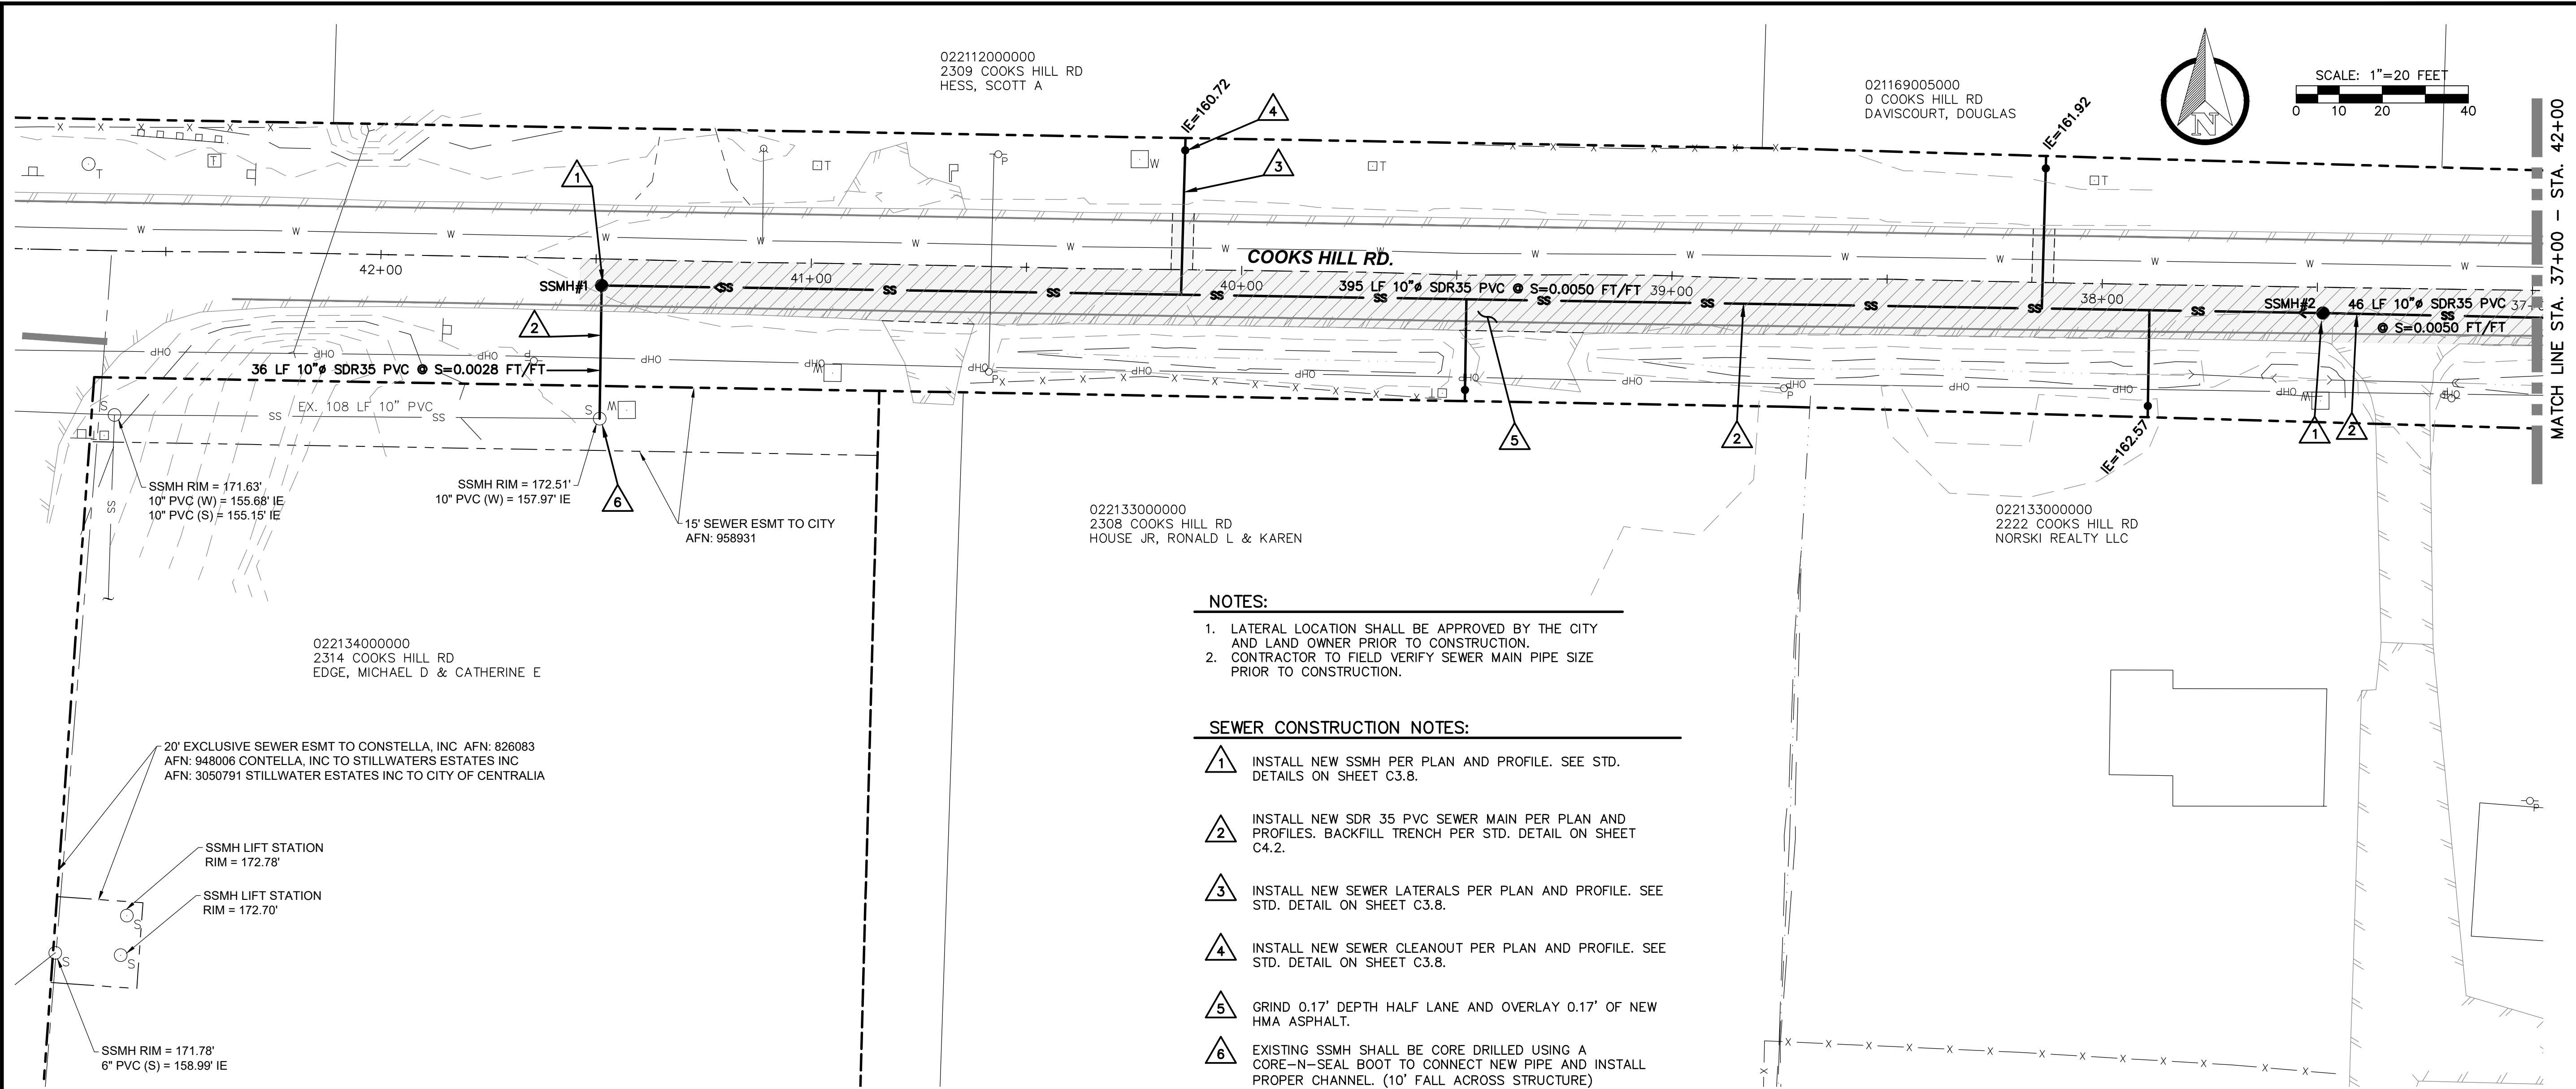 022112000000
2309 COOKS HILL RD
HESS, SCOTT A
IE=160.72
4
3
021169005000
0 COOKS HILL RD
DAVISCOURT, DOUGLAS
IE=161.92
N
SCALE: 1"=20 FEET
0 10 20 40
MATCH LINE STA. 37+00 - STA. 42+00
1
COOKS HILL RD.
42+00
41+00
40+00
39+00
38+00
SSMH#1
395 LF 10"ø SDR35 PVC @ S=0.0050 FT/FT
SSMH#2
46 LF 10"ø SDR35 PVC
@ S=0.0050 FT/FT
2
36 LF 10"ø SDR35 PVC @ S=0.0028 FT/FT
EX. 108 LF 10" PVC
SSMH RIM = 171.63'
10" PVC (W) = 155.68' IE
10" PVC (S) = 155.15' IE
SSMH RIM = 172.51'
10" PVC (W) = 157.97' IE
6
15' SEWER ESMT TO CITY
AFN: 958931
5
2
1
2
IE=162.57
022133000000
2308 COOKS HILL RD
HOUSE JR, RONALD L & KAREN
022133000000
2222 COOKS HILL RD
NORSKI REALTY LLC
022134000000
2314 COOKS HILL RD
EDGE, MICHAEL D & CATHERINE E
20' EXCLUSIVE SEWER ESMT TO CONSTELLA, INC AFN: 826083
AFN: 948006 CONTELLA, INC TO STILLWATERS ESTATES INC
AFN: 3050791 STILLWATER ESTATES INC TO CITY OF CENTRALIA
SSMH LIFT STATION
RIM = 172.78'
SSMH LIFT STATION
RIM = 172.70'
SSMH RIM = 171.78'
6" PVC (S) = 158.99' IE
NOTES:
1. LATERAL LOCATION SHALL BE APPROVED BY THE CITY
AND LAND OWNER PRIOR TO CONSTRUCTION.
2. CONTRACTOR TO FIELD VERIFY SEWER MAIN PIPE SIZE
PRIOR TO CONSTRUCTION.
SEWER CONSTRUCTION NOTES:
1 INSTALL NEW SSMH PER PLAN AND PROFILE. SEE STD.
DETAILS ON SHEET C3.8.
2 INSTALL NEW SDR 35 PVC SEWER MAIN PER PLAN AND
PROFILES. BACKFILL TRENCH PER STD. DETAIL ON SHEET
C4.2.
3 INSTALL NEW SEWER LATERALS PER PLAN AND PROFILE. SEE
STD. DETAIL ON SHEET C3.8.
4 INSTALL NEW SEWER CLEANOUT PER PLAN AND PROFILE. SEE
STD. DETAIL ON SHEET C3.8.
5 GRIND 0.17' DEPTH HALF LANE AND OVERLAY 0.17' OF NEW
HMA ASPHALT.
6 EXISTING SSMH SHALL BE CORE DRILLED USING A
CORE-N-SEAL BOOT TO CONNECT NEW PIPE AND INSTALL
PROPER CHANNEL. (10' FALL ACROSS STRUCTURE)